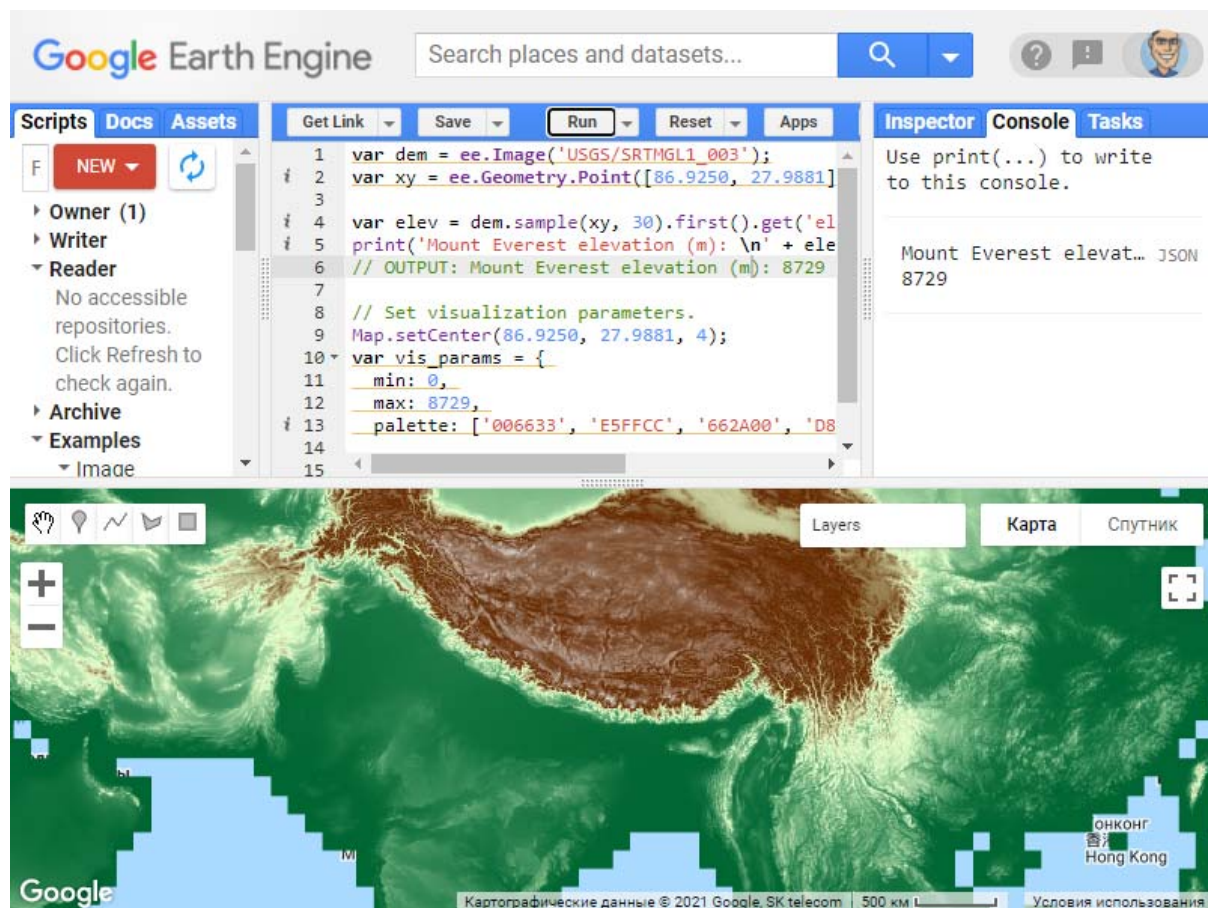 Google Earth Engine
Search places and datasets...
Scripts Docs Assets
F NEW
Owner (1)
Writer
Reader
No accessible
repositories.
Click Refresh to
check again.
Archive
Examples
Image
Get Link Save Run Reset Apps
1 var dem = ee.Image('USGS/SRTMGL1_003');
i 2 var xy = ee.Geometry.Point([86.9250, 27.9881]
3
i 4 var elev = dem.sample(xy, 30).first().get('el
i 5 print('Mount Everest elevation (m): \n' + ele
6 // OUTPUT: Mount Everest elevation (m): 8729
7
8 // Set visualization parameters.
9 Map.setCenter(86.9250, 27.9881, 4);
10 var vis_params = {
11 min: 0,
12 max: 8729,
i 13 palette: ['006633', 'E5FFCC', '662A00', 'D8
14
15
Inspector Console Tasks
Use print(...) to write
to this console.
Mount Everest elevat… JSON
8729
Layers
Карта Спутник
ОНКОНГ
Hong Kong
Google
Картографические данные © 2021 Google, SK telecom 500 км Условия использования